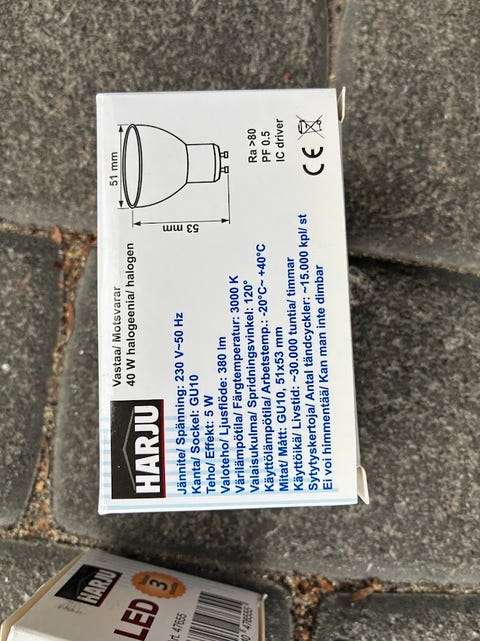 HARJU
Vastaa/ Motsvarar
40 W halogeenia/ halogen
51 mm
53 mm
Jännite/ Spänning: 230 V~50 Hz
Kanta/ Sockel: GU10
Teho/ Effekt: 5 W
Valoteho/ Ljusflöde: 380 lm
Värilämpötila/ Färgtemperatur: 3000 K
Valaisukulma/ Spridningsvinkel: 120°
Käyttölämpötila/ Arbetstemp.: -20°C~ +40°C
Mitat/ Mått: GU10, 51x53 mm
Käyttöikä/ Livstid: ~30.000 tuntia/ timmar
Sytytyskertoja/ Antal tändcyckler: ~15.000 kpl/ st
Ei voi himmentää/ Kan man inte dimbar
Ra >80
PF 0.5
IC driver
CE
HARJU
LED
3
rt. 47655